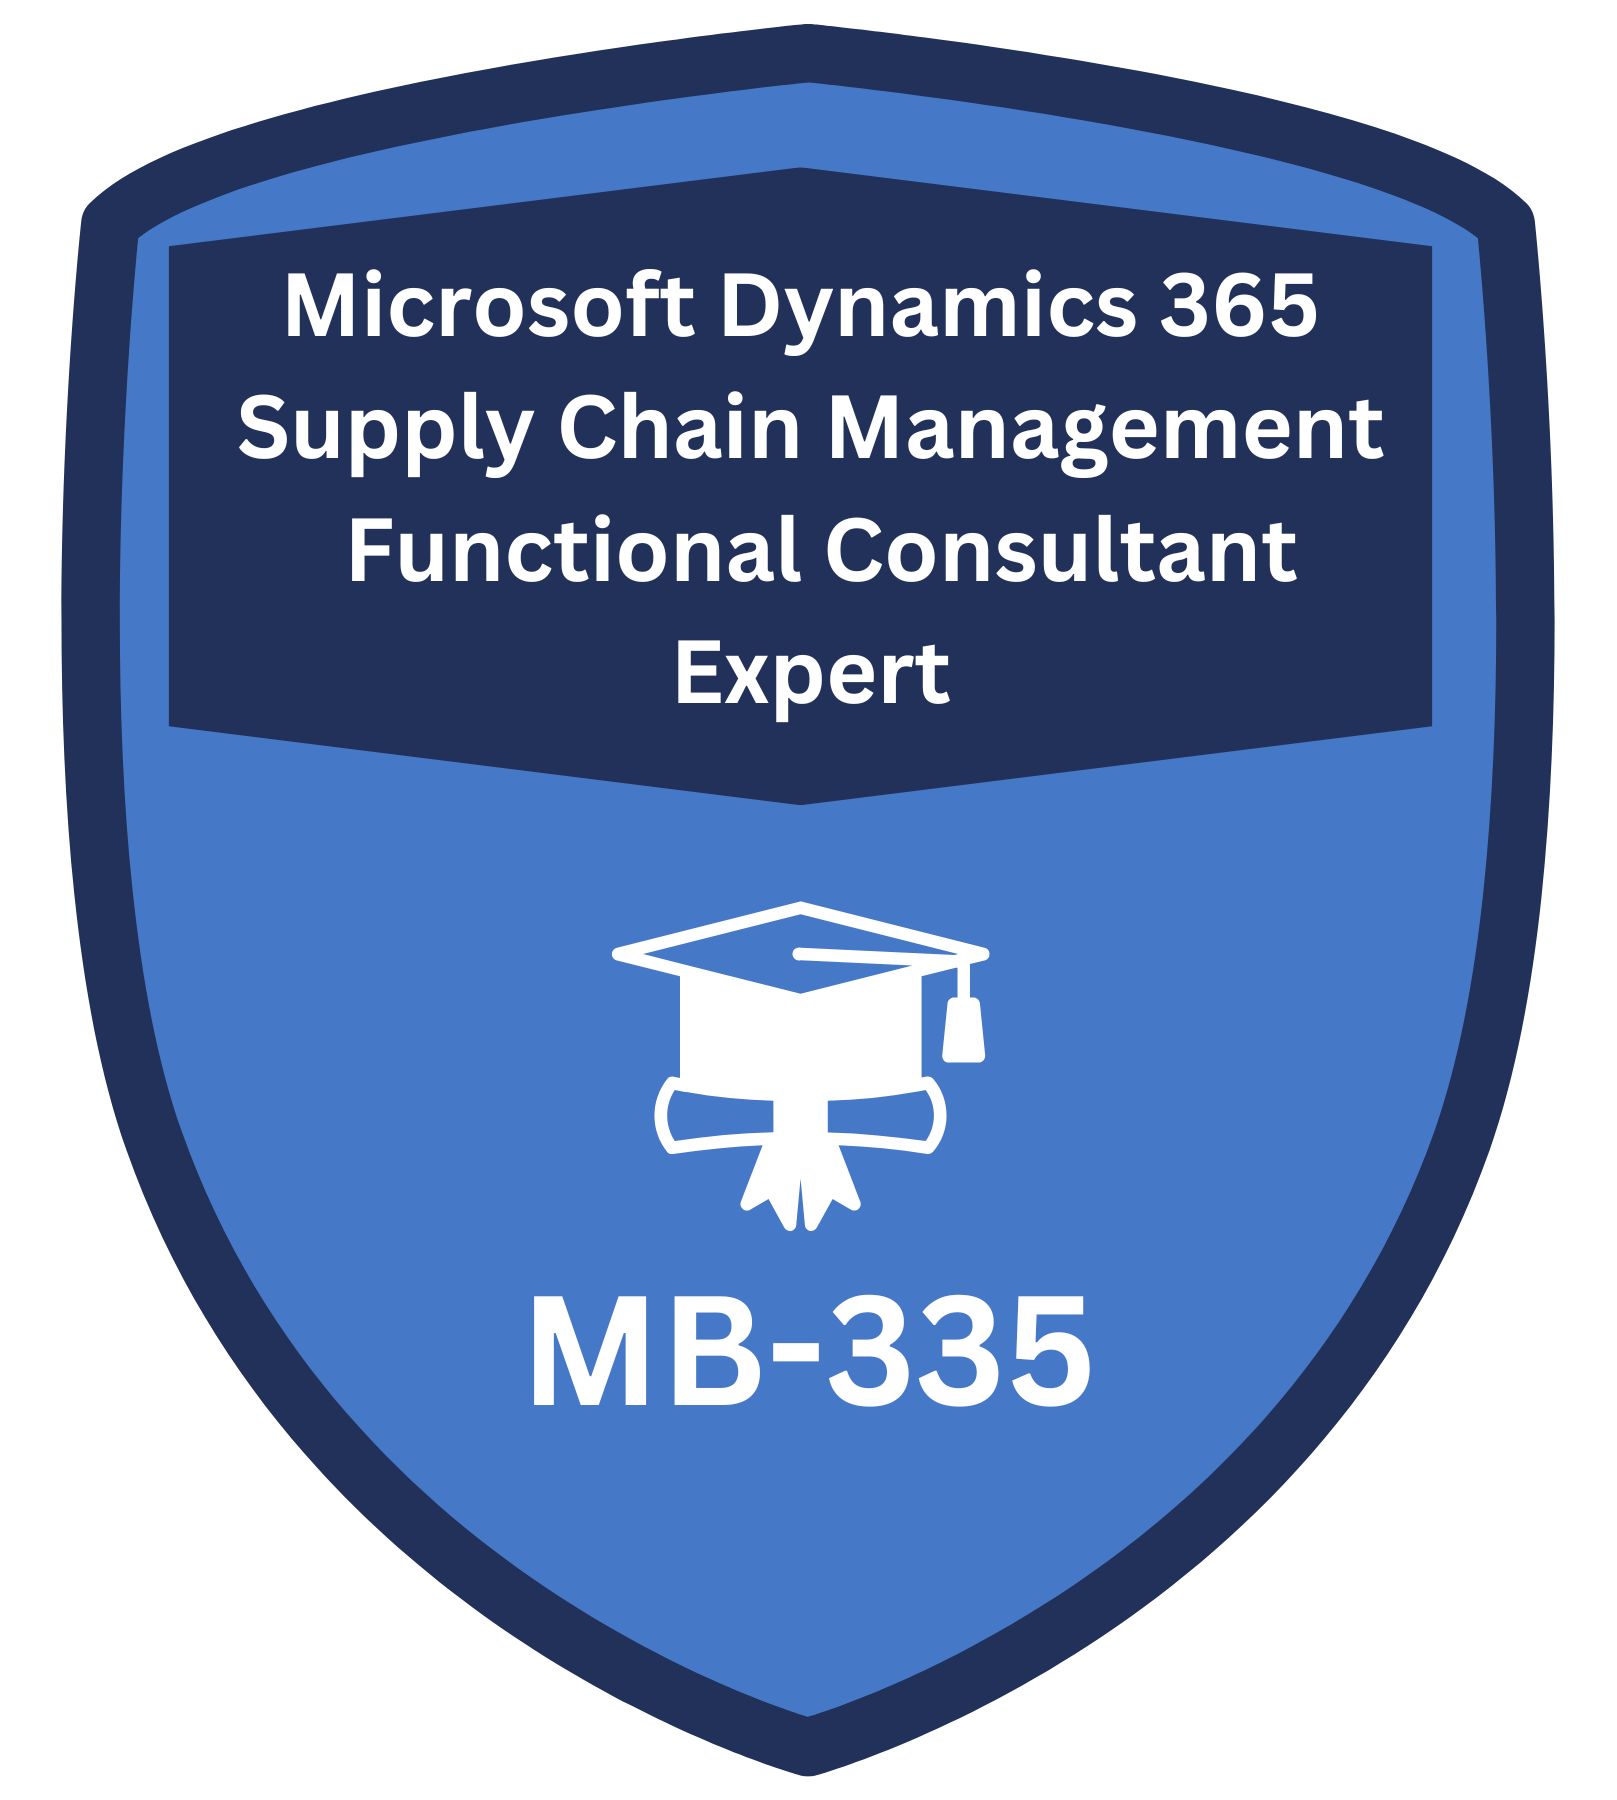 Microsoft Dynamics 365
Supply Chain Management
Functional Consultant
Expert
MB-335